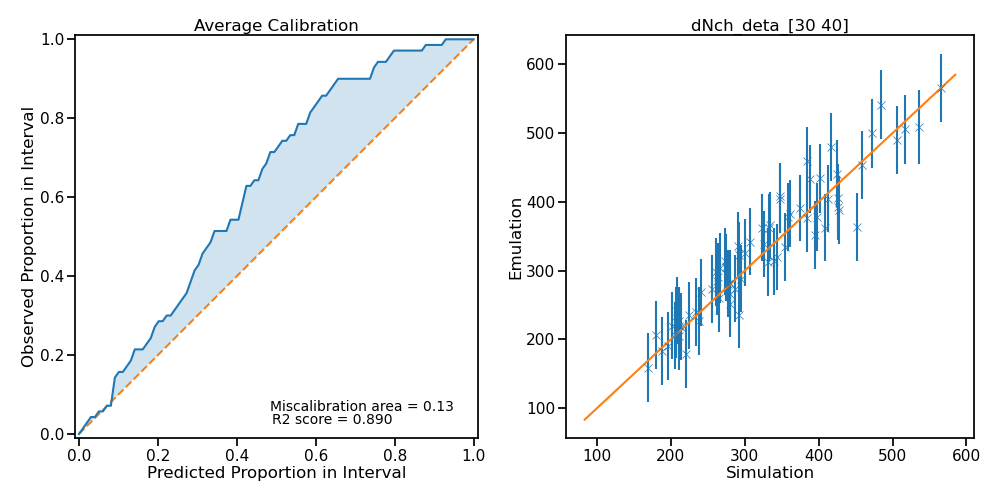 Average Calibration
1.0
0.8
0.6
0.4
0.2
0.0
Observed Proportion in Interval
Miscalibration area = 0.13
R2 score = 0.890
0.0 0.2 0.4 0.6 0.8 1.0
Predicted Proportion in Interval
dNch_deta_[30 40]
600
500
400
300
200
100
Emulation
100 200 300 400 500 600
Simulation